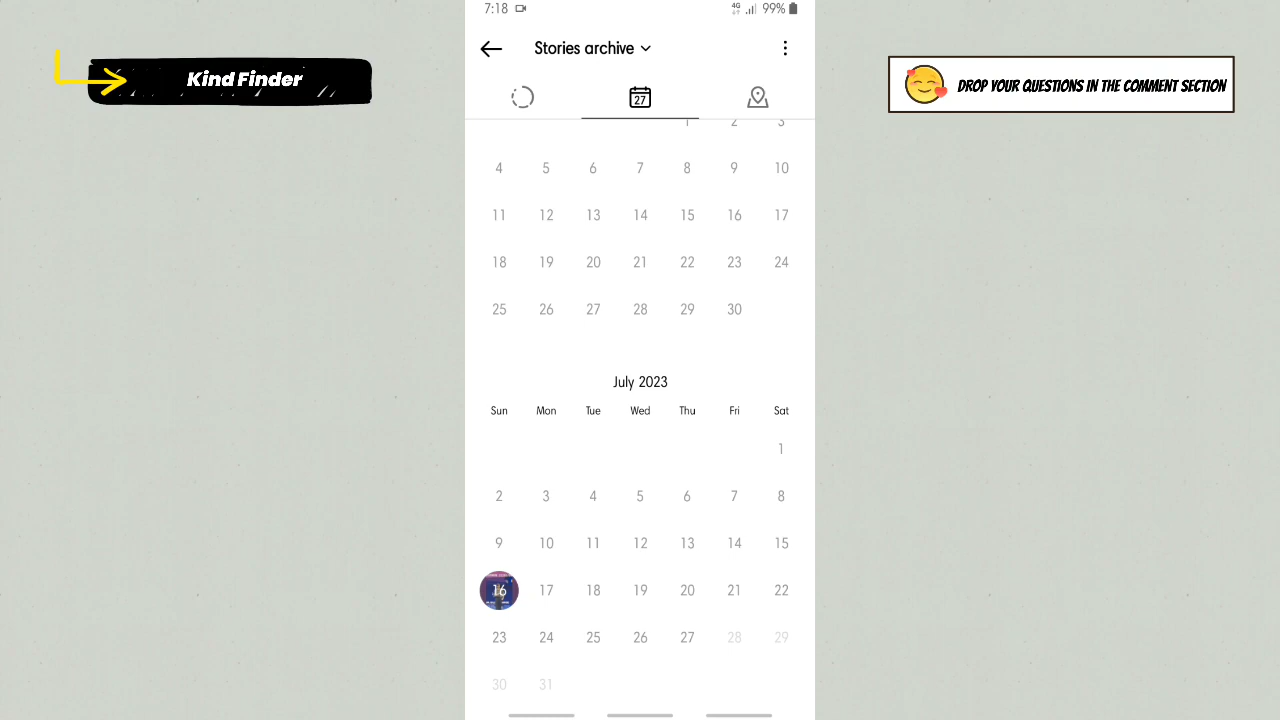 7:18 4G 99%
Kind Finder
Stories archive
DROP YOUR QUESTIONS IN THE COMMENT SECTION
27
1 2 3
4 5 6 7 8 9 10
11 12 13 14 15 16 17
18 19 20 21 22 23 24
25 26 27 28 29 30
July 2023
Sun Mon Tue Wed Thu Fri Sat
1
2 3 4 5 6 7 8
9 10 11 12 13 14 15
16 17 18 19 20 21 22
23 24 25 26 27 28 29
30 31